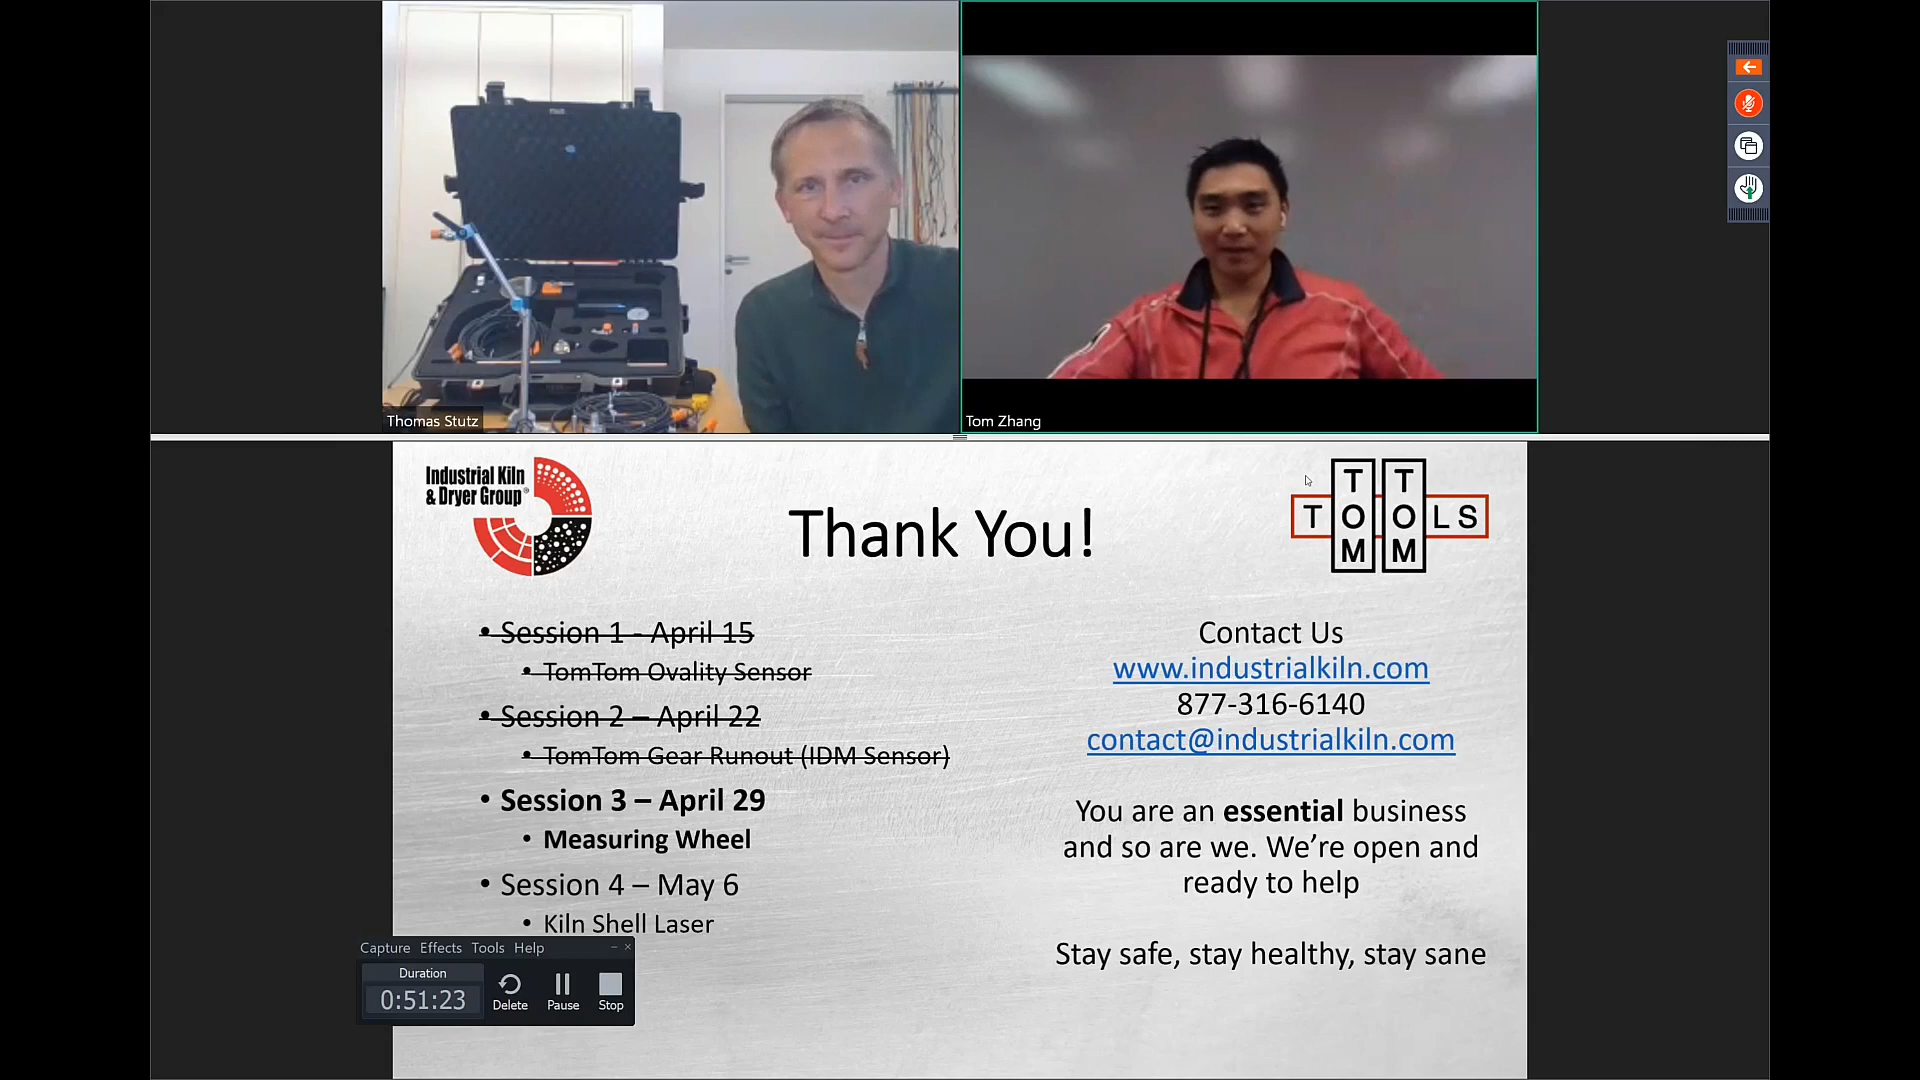 Thomas Stutz
Tom Zhang
Industrial Kiln
& Dryer Group®
Thank You!
TOM
TOM
TOOLS
• Session 1 - April 15
• TomTom Ovality Sensor
• Session 2 – April 22
• TomTom Gear Runout (IDM Sensor)
• Session 3 – April 29
• Measuring Wheel
• Session 4 – May 6
• Kiln Shell Laser
Contact Us
www.industrialkiln.com
877-316-6140
contact@industrialkiln.com
You are an essential business
and so are we. We’re open and
ready to help
Stay safe, stay healthy, stay sane
Capture Effects Tools Help
Duration
0:51:23
Delete Pause Stop